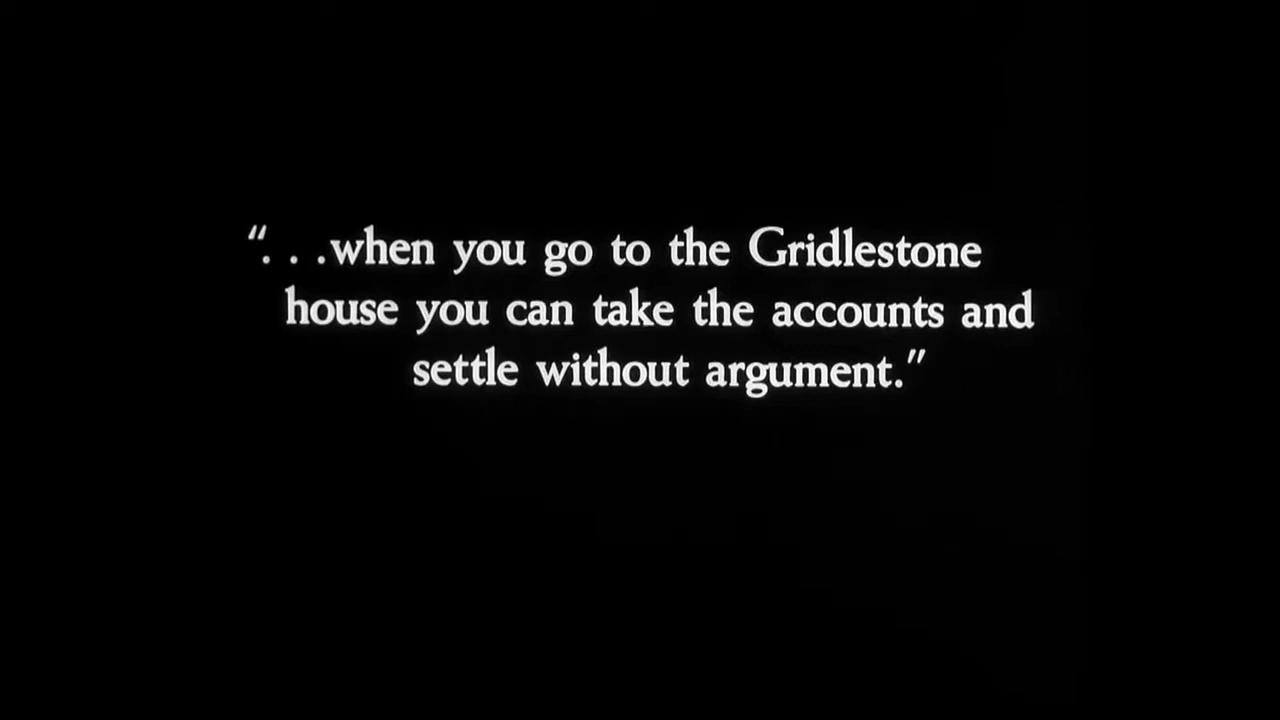 “. . .when you go to the Gridlestone
house you can take the accounts and
settle without argument.”